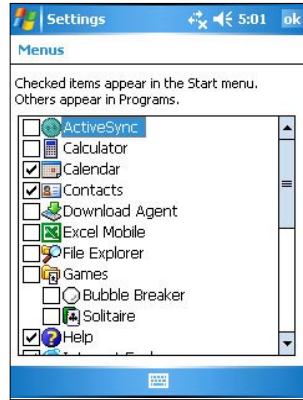 Settings 5:01 ok
Menus
Checked items appear in the Start menu.
Others appear in Programs.
ActiveSync
Calculator
Calendar
Contacts
Download Agent
Excel Mobile
File Explorer
Games
Bubble Breaker
Solitaire
Help